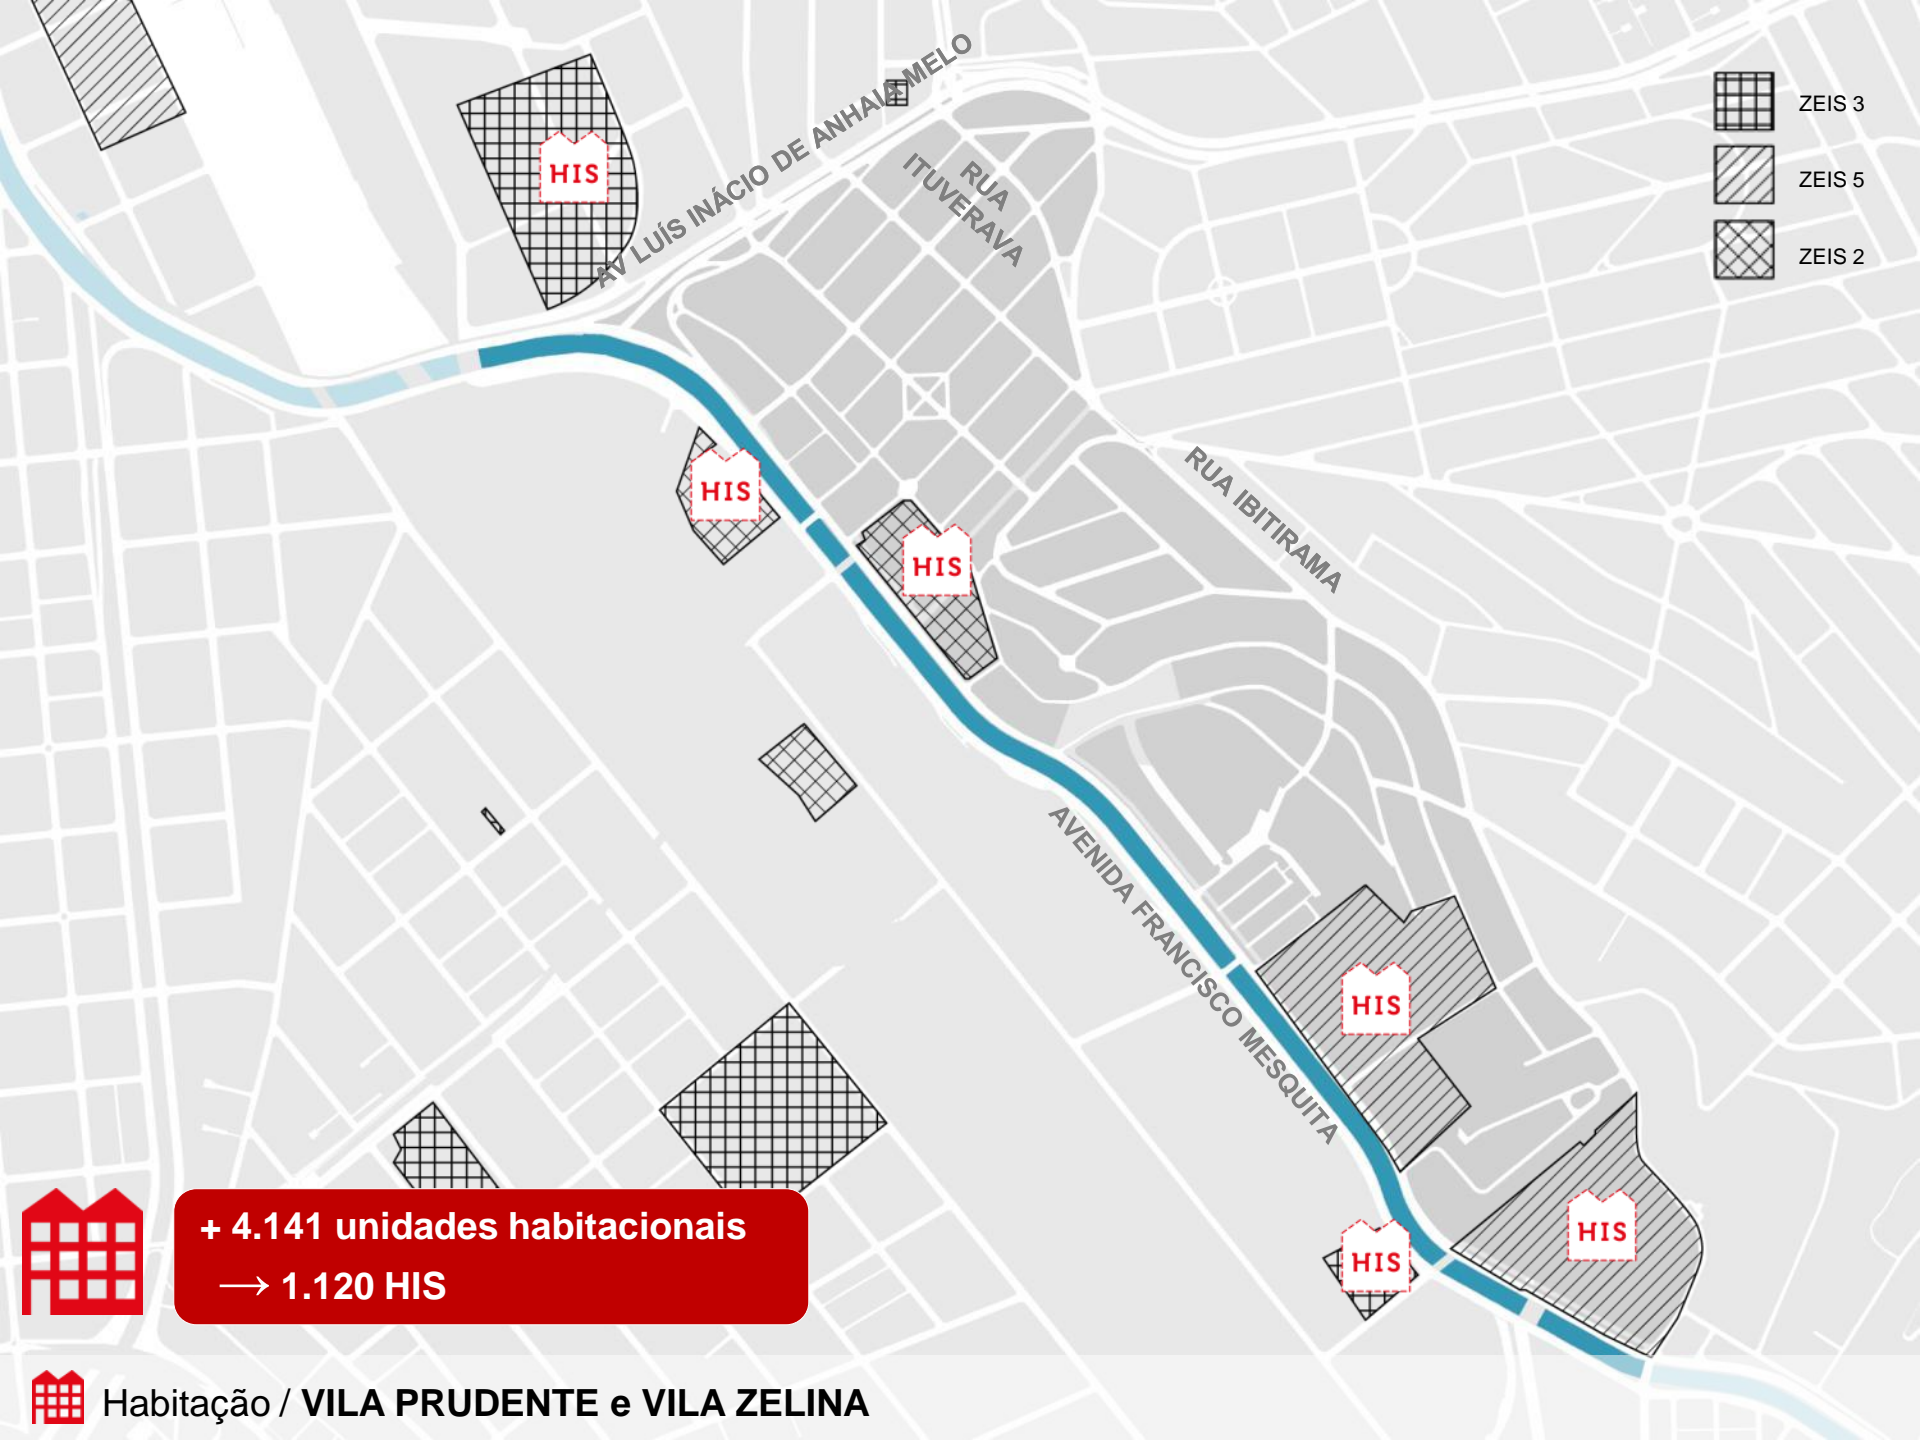 AV LUÍS INÁCIO DE ANHAIA MELO
RUA
ITUVERAVA
ZEIS 3
ZEIS 5
ZEIS 2
HIS
HIS
HIS
RUA IBITIRAMA
AVENIDA FRANCISCO MESQUITA
HIS
HIS
HIS
+ 4.141 unidades habitacionais
→ 1.120 HIS
Habitação / VILA PRUDENTE e VILA ZELINA